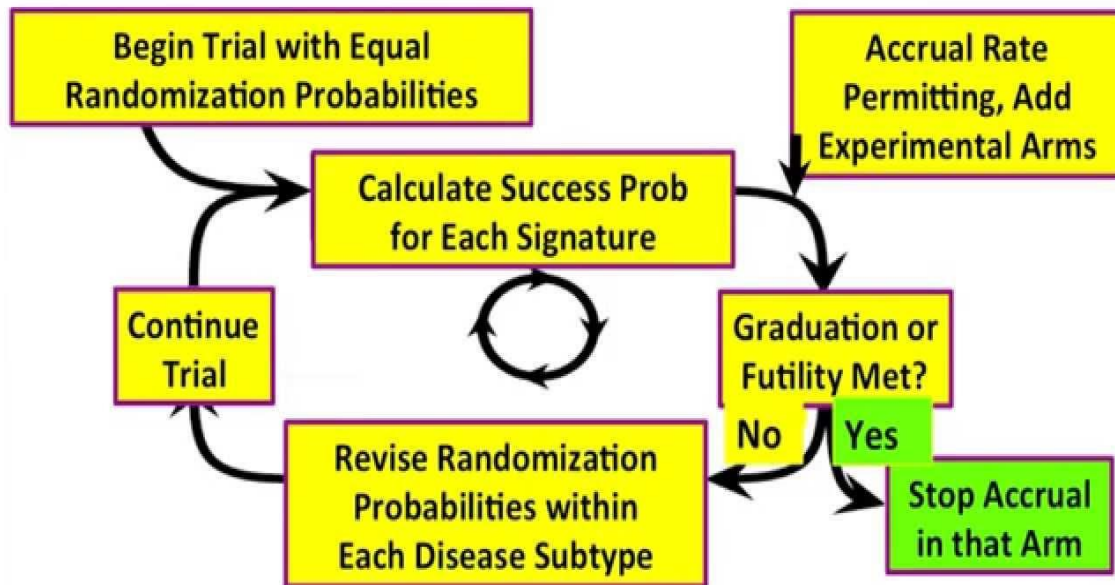 Begin Trial with Equal
Randomization Probabilities
Accrual Rate
Permitting, Add
Experimental Arms
Calculate Success Prob
for Each Signature
Graduation or
Futility Met?
No
Yes
Stop Accrual
in that Arm
Revise Randomization
Probabilities within
Each Disease Subtype
Continue
Trial